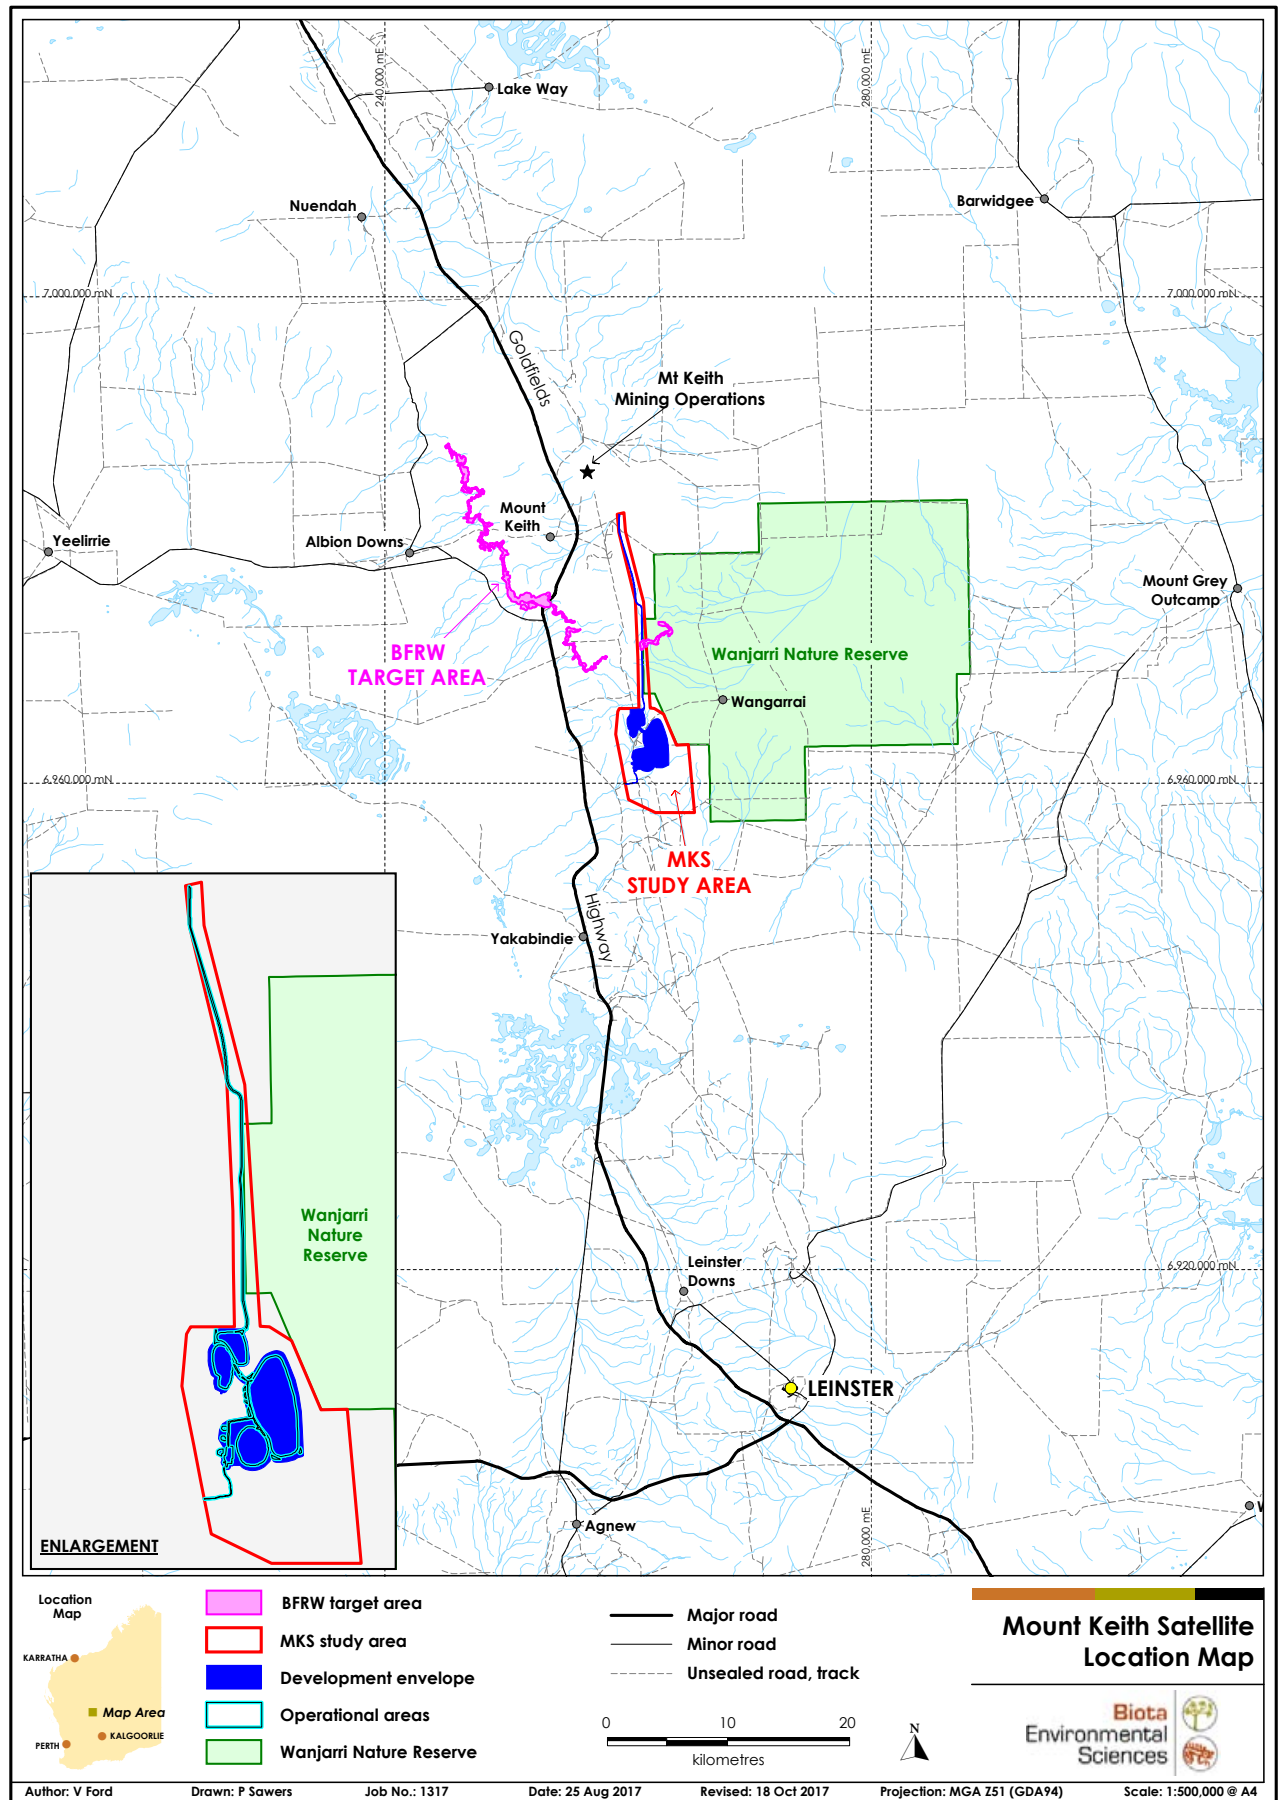 240,000 mE
280,000 mE
Lake Way
Nuendah
Barwidgee
7,000,000 mN
7,000,000 mN
Goldfields
Mt Keith
Mining Operations
Mount
Keith
Yeelirrie
Albion Downs
Mount Grey
Outcamp
BFRW
TARGET AREA
Wanjarri Nature Reserve
Wangarrai
6,960,000 mN
6,960,000 mN
MKS
STUDY AREA
Highway
Yakabindie
Wanjarri
Nature
Reserve
Leinster
Downs
6,920,000 mN
LEINSTER
Agnew
280,000 mE
ENLARGEMENT
Location
Map
KARRATHA
Map Area
KALGOORLIE
PERTH
BFRW target area
MKS study area
Development envelope
Operational areas
Wanjarri Nature Reserve
Major road
Minor road
Unsealed road, track
0 10 20
kilometres
N
Mount Keith Satellite
Location Map
Biota
Environmental
Sciences
Author: V Ford Drawn: P Sawers Job No.: 1317 Date: 25 Aug 2017 Revised: 18 Oct 2017 Projection: MGA Z51 (GDA94) Scale: 1:500,000 @ A4